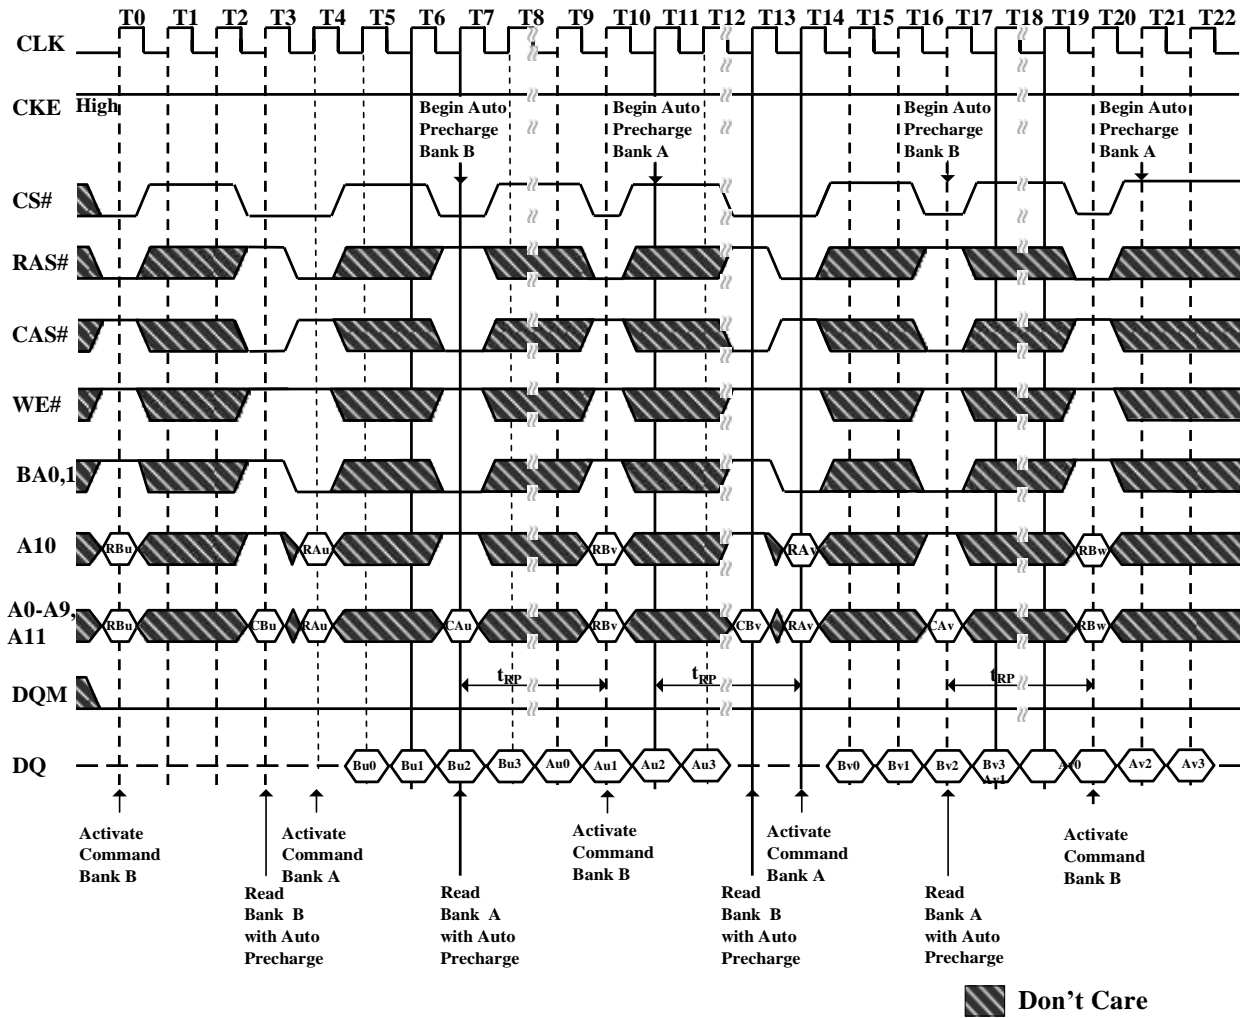 T0 T1 T2 T3 T4 T5 T6 T7 T8 T9 T10 T11 T12 T13 T14 T15 T16 T17 T18 T19 T20 T21 T22
CLK
CKE High
Begin Auto
Precharge
Bank B
Begin Auto
Precharge
Bank A
Begin Auto
Precharge
Bank B
Begin Auto
Precharge
Bank A
CS#
RAS#
CAS#
WE#
BA0,1
A10 RBu RAu RBv RAv RBw
A0-A9,
A11
RBu CBu RAu CAu RBv CBv RAv CAv RBw
DQM tRP tRP tRP
DQ Bu0 Bu1 Bu2 Bu3 Au0 Au1 Au2 Au3 Bv0 Bv1 Bv2 Bv3 Av0 Av2 Av3
Av1
Activate
Command
Bank B
Read
Bank B
with Auto
Precharge
Activate
Command
Bank A
Read
Bank A
with Auto
Precharge
Activate
Command
Bank B
Read
Bank B
with Auto
Precharge
Activate
Command
Bank A
Read
Bank A
with Auto
Precharge
Activate
Command
Bank B
Don't Care